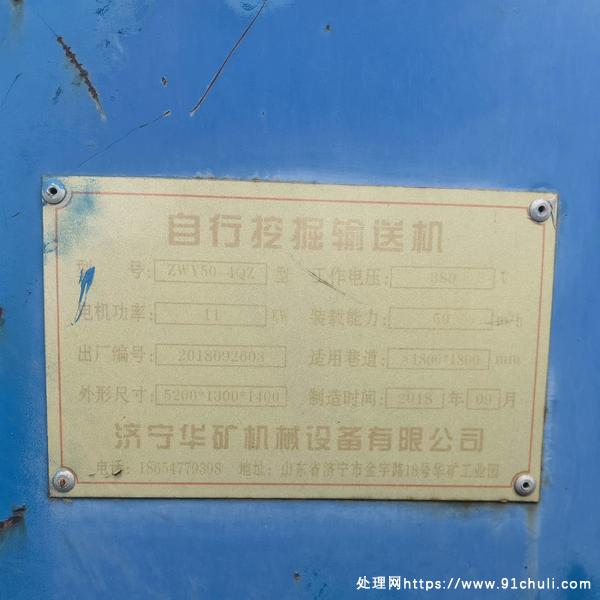 自行挖掘输送机
型 号: ZWY50-4QZ 型 工作电压: 380 V
电机功率: 11 KW 装载能力: 50 m³/h
出厂编号: 2018092603 适用巷道: ≥1800*1800 mm
外形尺寸: 5200*1300*1400 制造时间: 2018 年 09 月
济宁华矿机械设备有限公司
电话: 18654779308 地址: 山东省济宁市金宇路18号华矿工业园
处理网https://www.91chuli.com/